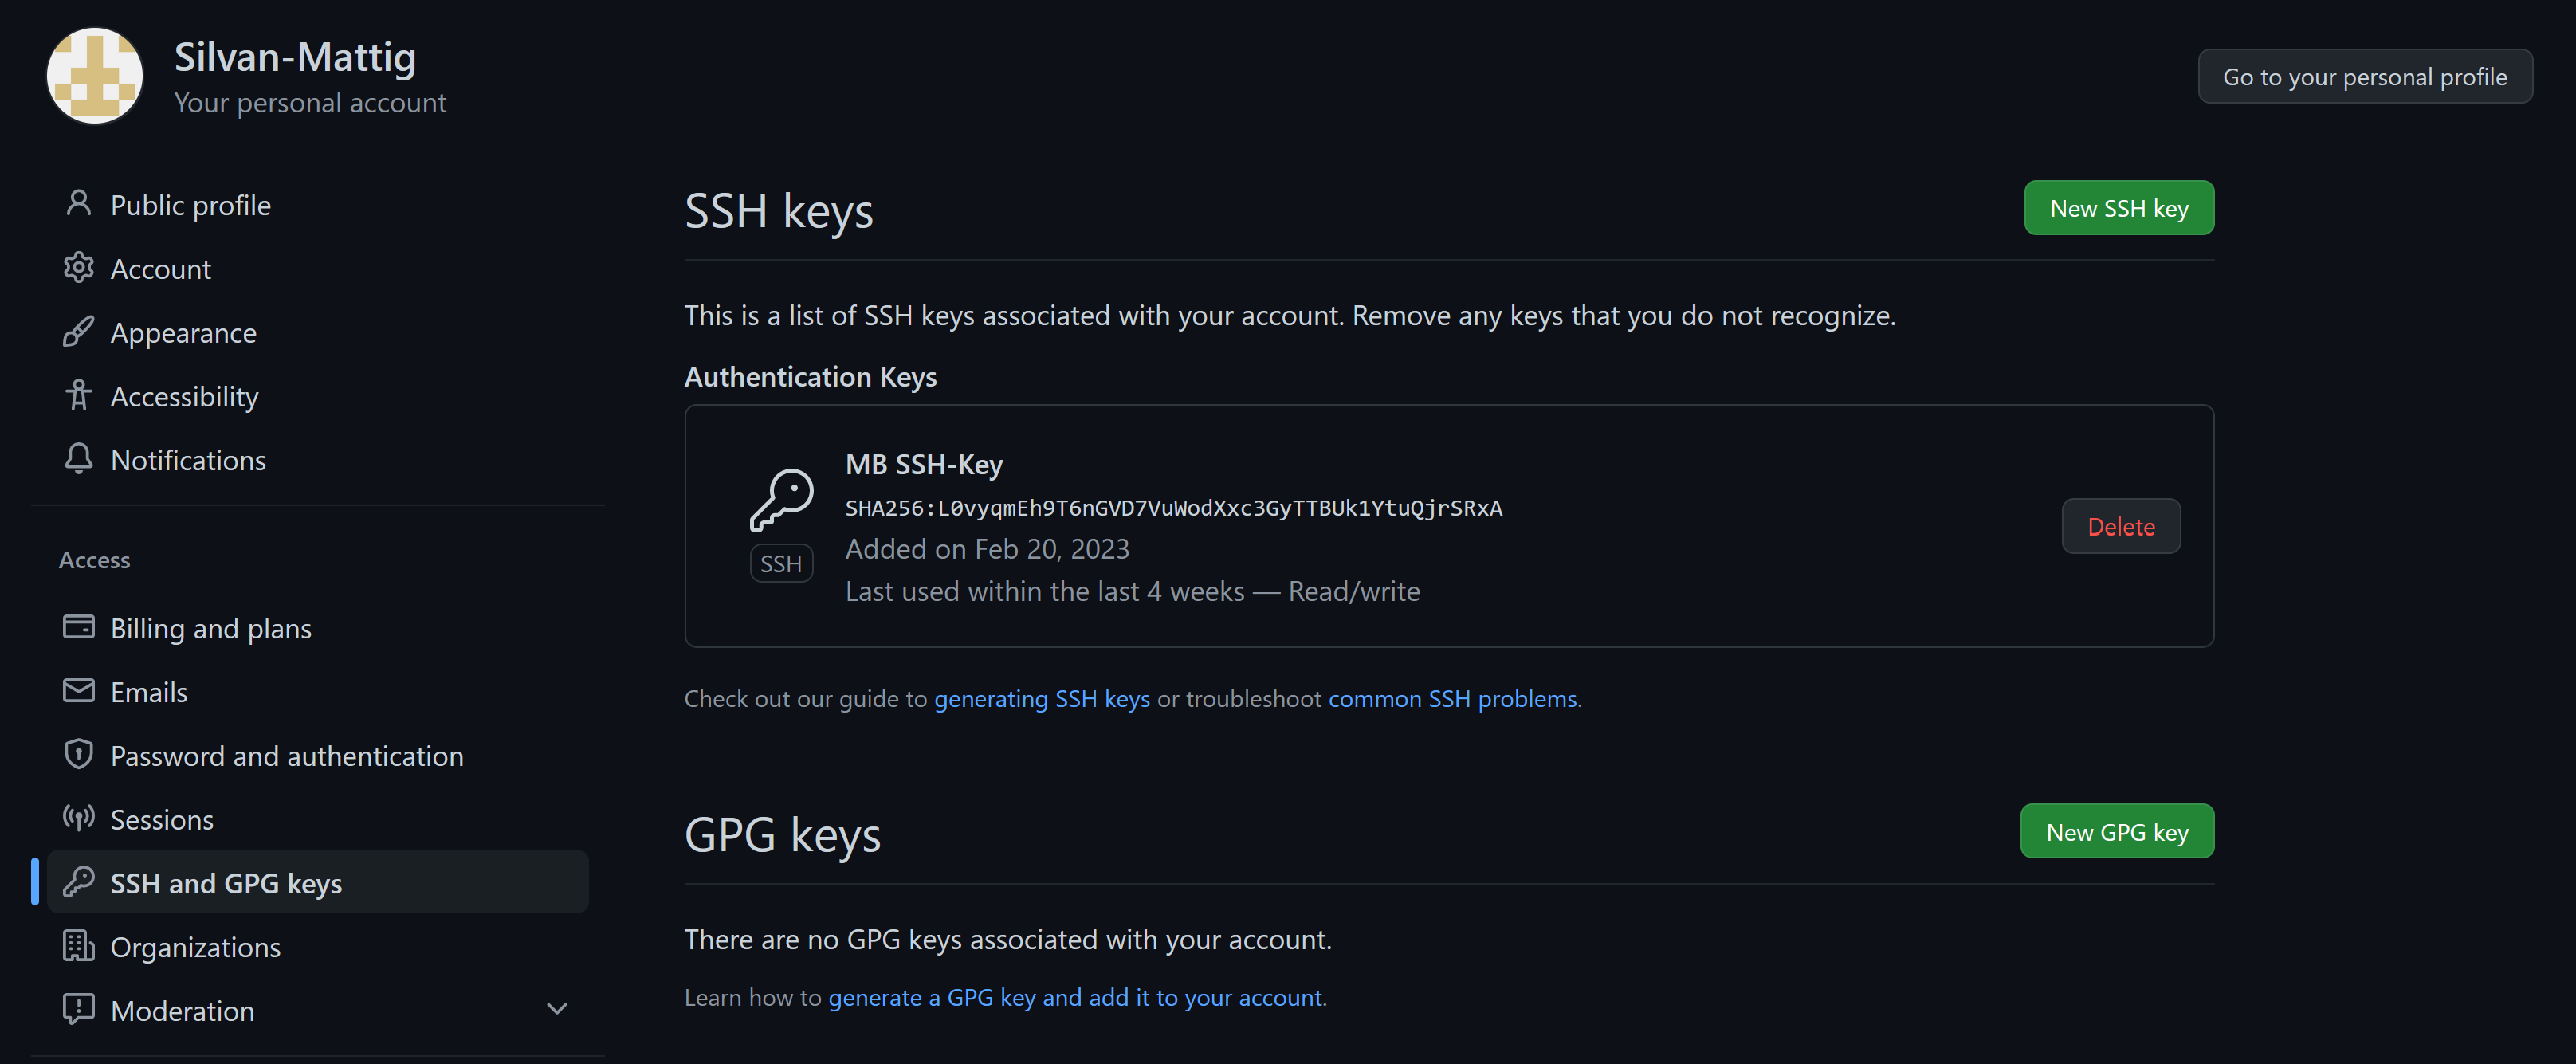 Silvan-Mattig
Your personal account
Go to your personal profile
Public profile
Account
Appearance
Accessibility
Notifications
Access
Billing and plans
Emails
Password and authentication
Sessions
SSH and GPG keys
Organizations
Moderation
SSH keys
New SSH key
This is a list of SSH keys associated with your account. Remove any keys that you do not recognize.
Authentication Keys
MB SSH-Key
SHA256:L0vyqmEh9T6nGVD7VuWodXxc3GyTTBUk1YtuQjrSRxA
Added on Feb 20, 2023
Last used within the last 4 weeks — Read/write
SSH
Delete
Check out our guide to generating SSH keys or troubleshoot common SSH problems.
GPG keys
New GPG key
There are no GPG keys associated with your account.
Learn how to generate a GPG key and add it to your account.